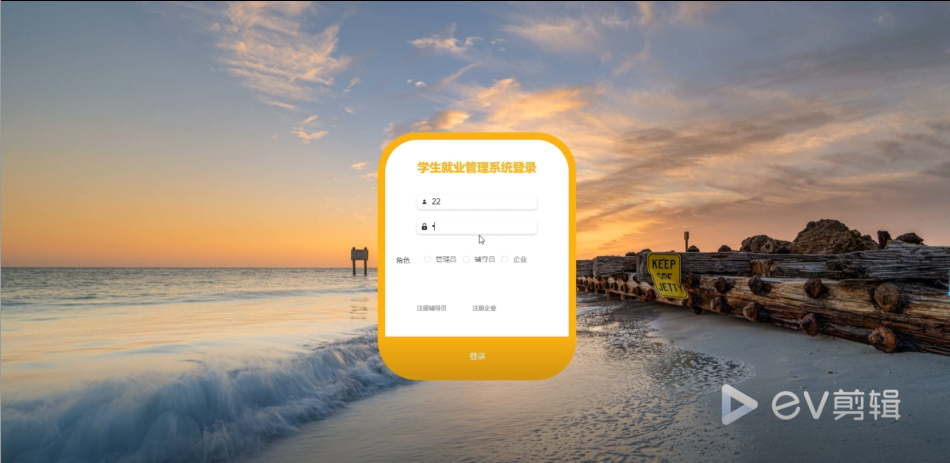 学生就业管理系统登录
22
角色 管理员 辅导员 企业
KEEP
OFF
JETTY
注册辅导员 注册企业
登录
ev剪辑